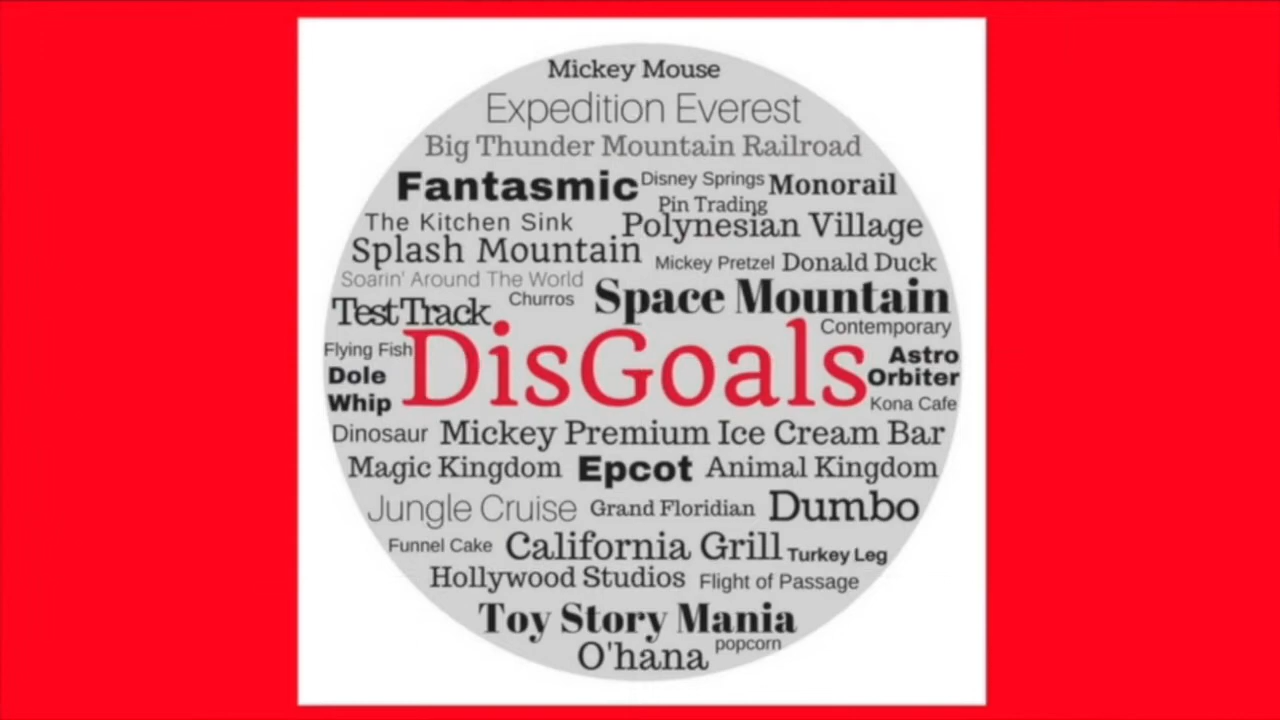 Mickey Mouse
Expedition Everest
Big Thunder Mountain Railroad
Fantasmic Disney Springs Monorail
Pin Trading
The Kitchen Sink Polynesian Village
Splash Mountain Mickey Pretzel Donald Duck
Soarin' Around The World
Churros Space Mountain
Test Track Contemporary
Flying Fish DisGoals Astro
Dole Orbiter
Whip Kona Cafe
Dinosaur Mickey Premium Ice Cream Bar
Magic Kingdom Epcot Animal Kingdom
Jungle Cruise Grand Floridian Dumbo
Funnel Cake California Grill Turkey Leg
Hollywood Studios Flight of Passage
Toy Story Mania
popcorn
O'hana